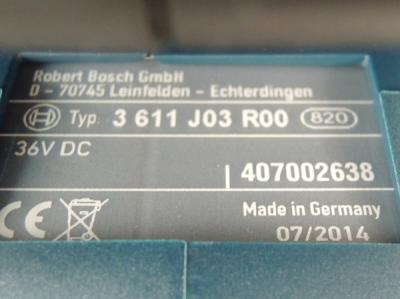 Robert Bosch GmbH
D - 70745 Leinfelden - Echterdingen
Typ. 3 611 J03 R00 820
36V DC
407002638
CE
Made in Germany
07/2014